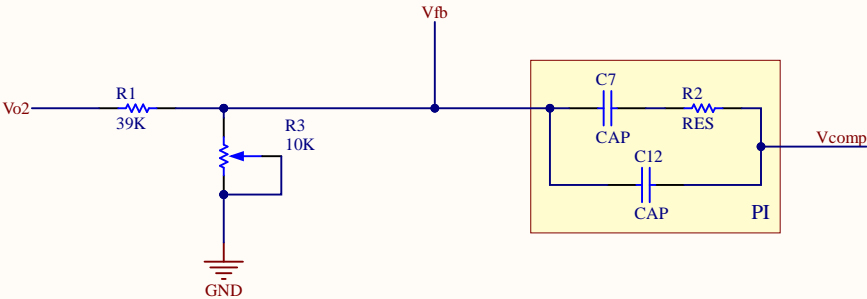 Vfb
Vo2
R1
39K
R3
10K
GND
C7
CAP
R2
RES
C12
CAP
PI
Vcomp